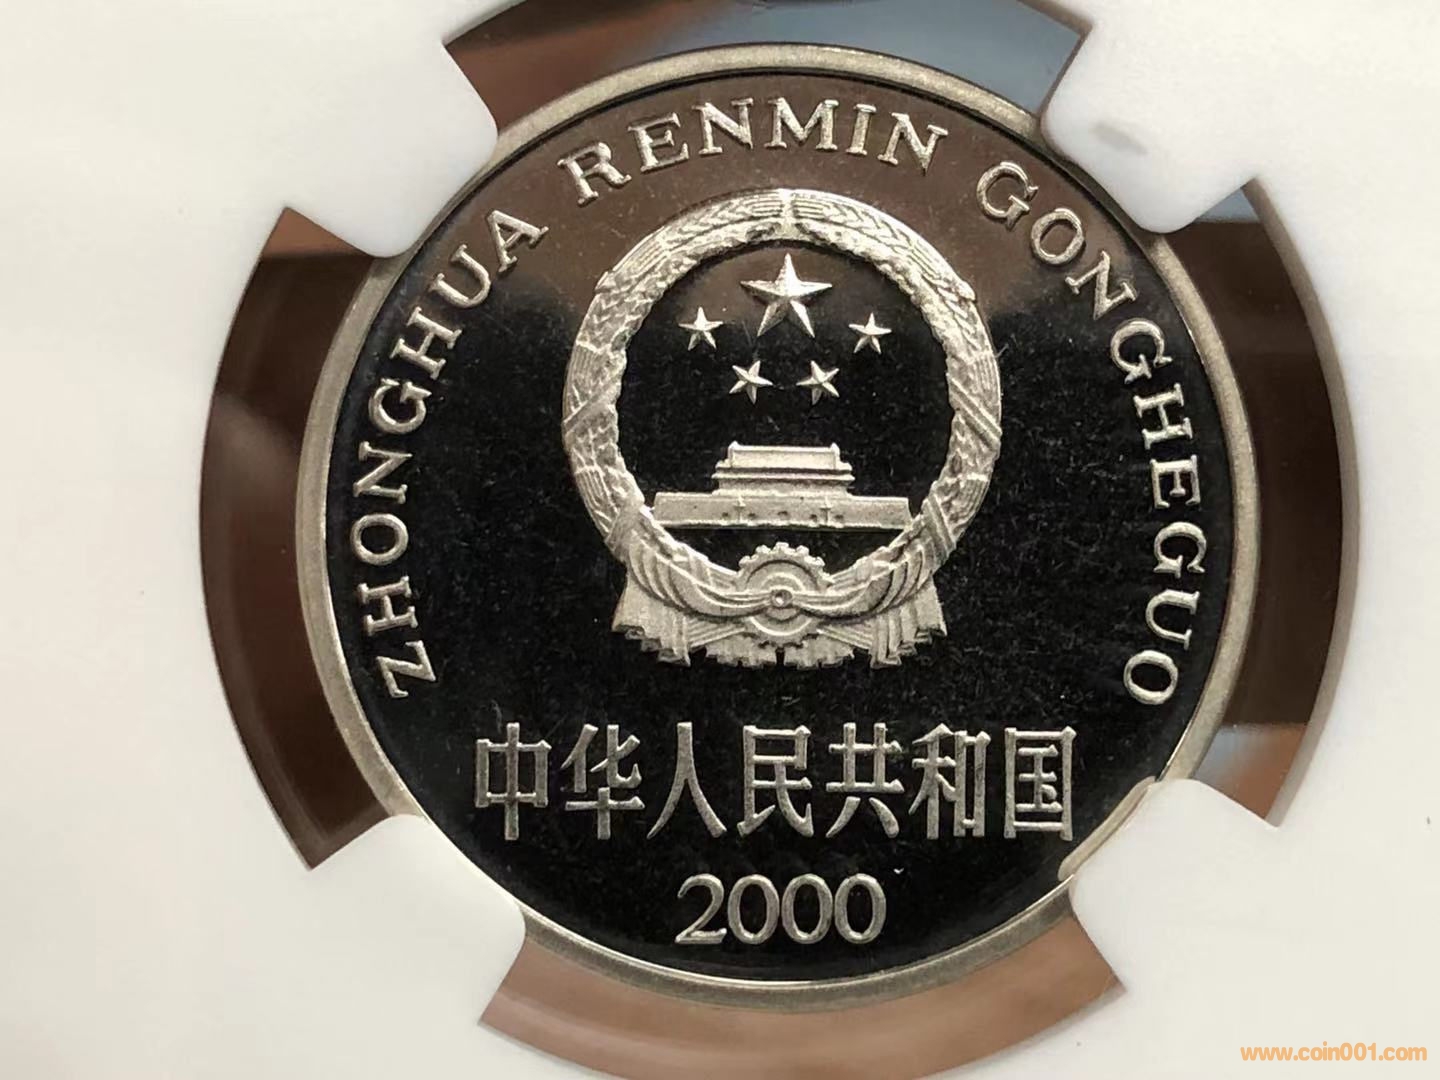 ZHONGHUA RENMIN GONGHEGUO
中华人民共和国
2000
www.coin001.com